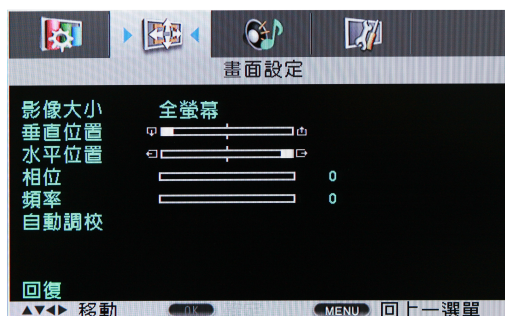 畫面設定
影像大小 全螢幕
垂直位置
水平位置
相位 0
頻率 0
自動調校
回復
移動 OK MENU 回上一選單